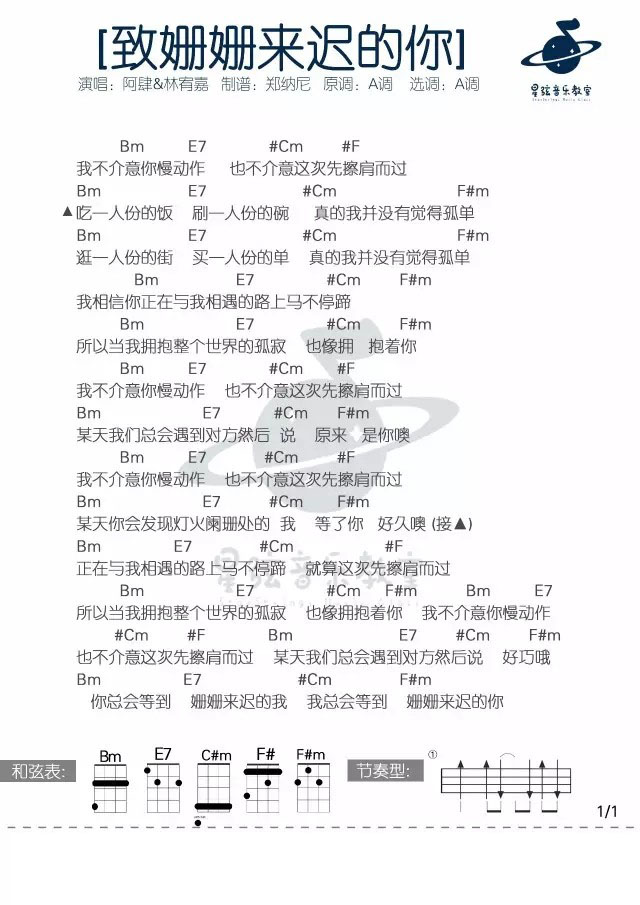 [致姗姗来迟的你]
演唱：阿肆&林宥嘉 制谱：郑纳尼 原调：A调 选调：A调
星弦音乐教室
Bm E7 #Cm #F
我不介意你慢动作 也不介意这次先擦肩而过
Bm E7 #Cm F#m
▲吃一人份的饭 刷一人份的碗 真的我并没有觉得孤单
Bm E7 #Cm F#m
逛一人份的街 买一人份的单 真的我并没有觉得孤单
Bm E7 #Cm F#m
我相信你正在与我相遇的路上马不停蹄
Bm E7 #Cm F#m
所以当我拥抱整个世界的孤寂 也像拥 抱着你
Bm E7 #Cm #F
我不介意你慢动作 也不介意这次先擦肩而过
Bm E7 #Cm F#m
某天我们总会遇到对方然后 说 原来 是你噢
Bm E7 #Cm #F
我不介意你慢动作 也不介意这次先擦肩而过
Bm E7 #Cm F#m
某天你会发现灯火阑珊处的 我 等了你 好久噢 (接▲)
Bm E7 #Cm #F
正在与我相遇的路上马不停蹄 就算这次先擦肩而过
Bm E7 #Cm F#m Bm E7
所以当我拥抱整个世界的孤寂 也像拥抱着你 我不介意你慢动作
#Cm #F Bm E7 #Cm F#m
也不介意这次先擦肩而过 某天我们总会遇到对方然后说 好巧哦
Bm E7 #Cm F#m
你总会等到 姗姗来迟的我 我总会等到 姗姗来迟的你
星弦音乐教室
和弦表: Bm E7 C#m F# F#m 节奏型: ①
1/1